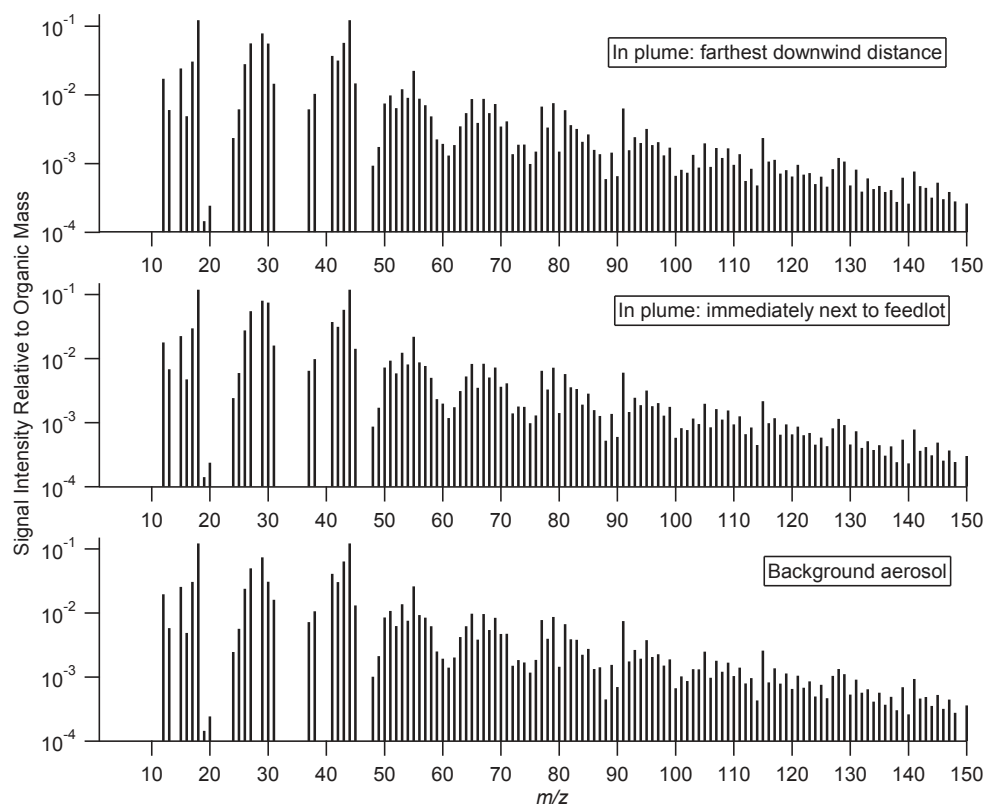 Signal Intensity Relative to Organic Mass
10-1
10-2
10-3
10-4
In plume: farthest downwind distance
10 20 30 40 50 60 70 80 90 100 110 120 130 140 150
10-1
10-2
10-3
10-4
In plume: immediately next to feedlot
10 20 30 40 50 60 70 80 90 100 110 120 130 140 150
10-1
10-2
10-3
10-4
Background aerosol
10 20 30 40 50 60 70 80 90 100 110 120 130 140 150
m/z